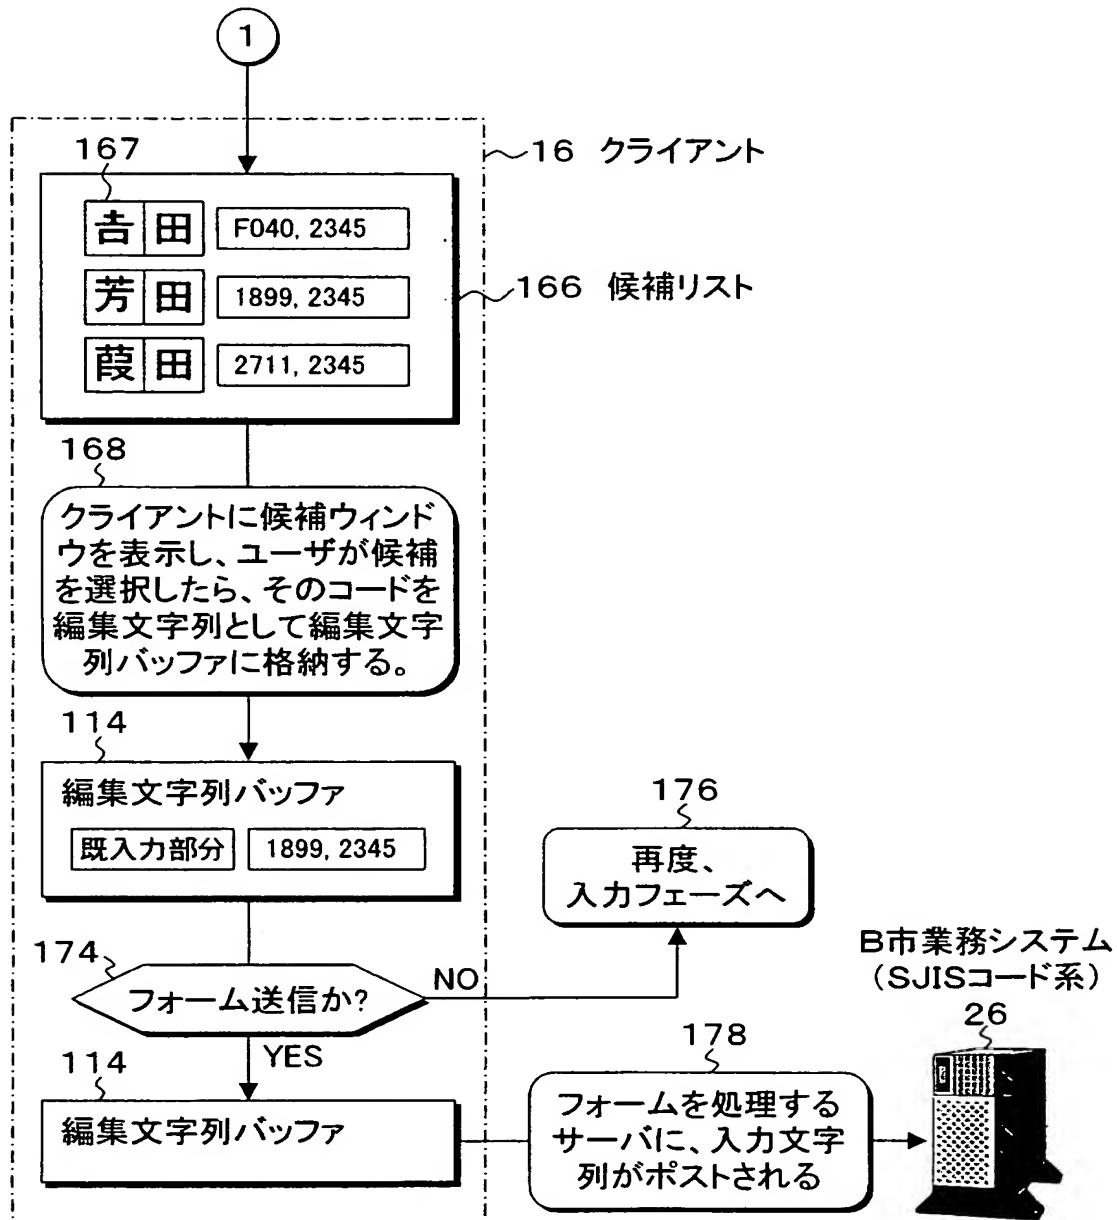 1
167
16 クライアント
𠮷 田 F040, 2345
芳 田 1899, 2345
166 候補リスト
葭 田 2711, 2345
168
クライアントに候補ウィンド
ウを表示し、ユーザが候補
を選択したら、そのコードを
編集文字列として編集文字
列バッファに格納する。
114
編集文字列バッファ
既入力部分 1899, 2345
176
再度、
入力フェーズへ
174
フォーム送信か?
NO
YES
B市業務システム
(SJISコード系)
26
178
フォームを処理する
サーバに、入力文字
列がポストされる
114
編集文字列バッファ